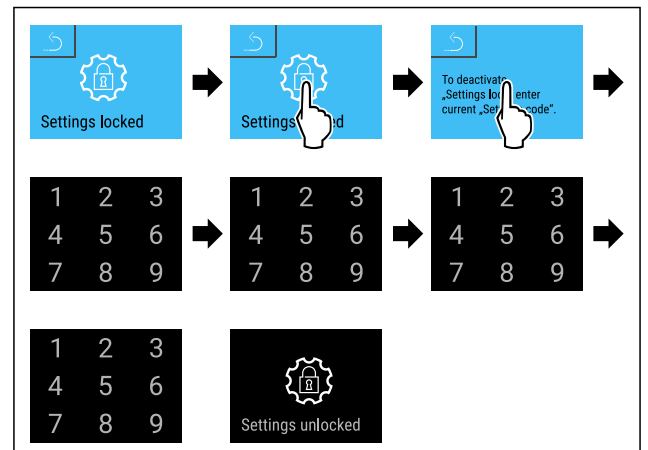 Settings locked
Settings
To deactivate
„Settings enter
current code“.
1 2 3
4 5 6
7 8 9
1 2 3
4 5 6
7 8 9
1 2 3
4 5 6
7 8 9
1 2 3
4 5 6
7 8 9
Settings unlocked